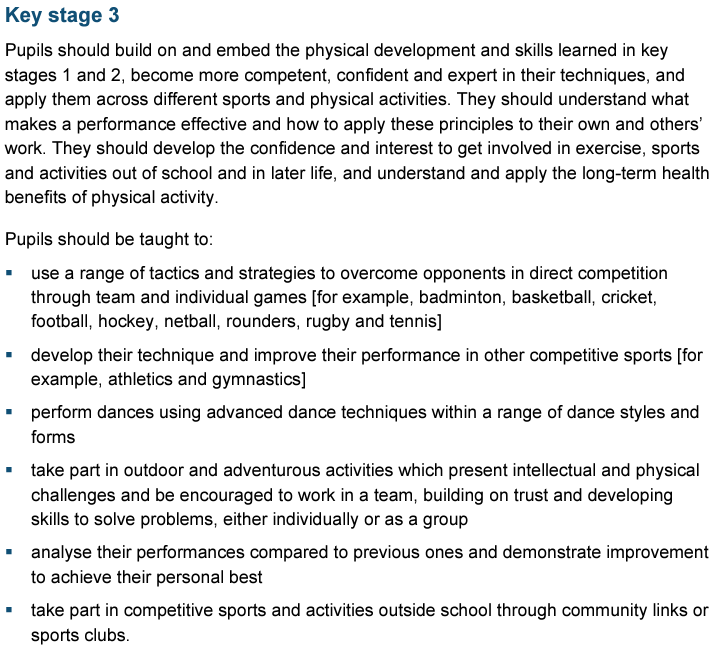 Key stage 3
Pupils should build on and embed the physical development and skills learned in key
stages 1 and 2, become more competent, confident and expert in their techniques, and
apply them across different sports and physical activities. They should understand what
makes a performance effective and how to apply these principles to their own and others’
work. They should develop the confidence and interest to get involved in exercise, sports
and activities out of school and in later life, and understand and apply the long-term health
benefits of physical activity.
Pupils should be taught to:
▪ use a range of tactics and strategies to overcome opponents in direct competition
through team and individual games [for example, badminton, basketball, cricket,
football, hockey, netball, rounders, rugby and tennis]
▪ develop their technique and improve their performance in other competitive sports [for
example, athletics and gymnastics]
▪ perform dances using advanced dance techniques within a range of dance styles and
forms
▪ take part in outdoor and adventurous activities which present intellectual and physical
challenges and be encouraged to work in a team, building on trust and developing
skills to solve problems, either individually or as a group
▪ analyse their performances compared to previous ones and demonstrate improvement
to achieve their personal best
▪ take part in competitive sports and activities outside school through community links or
sports clubs.